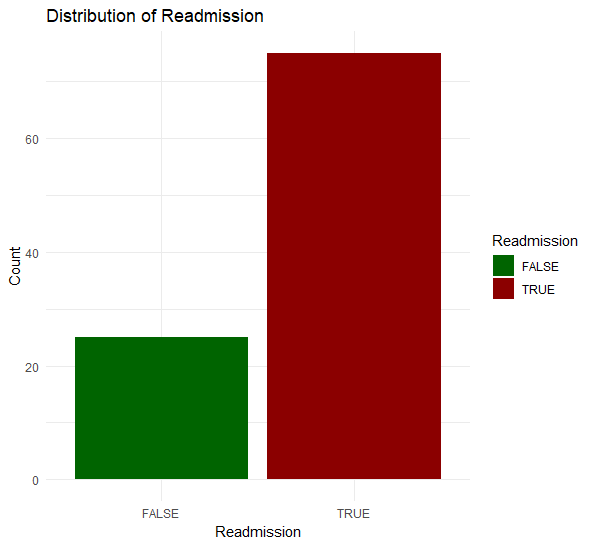 Distribution of Readmission
Count
60
40
20
0
FALSE
TRUE
Readmission
Readmission
FALSE
TRUE